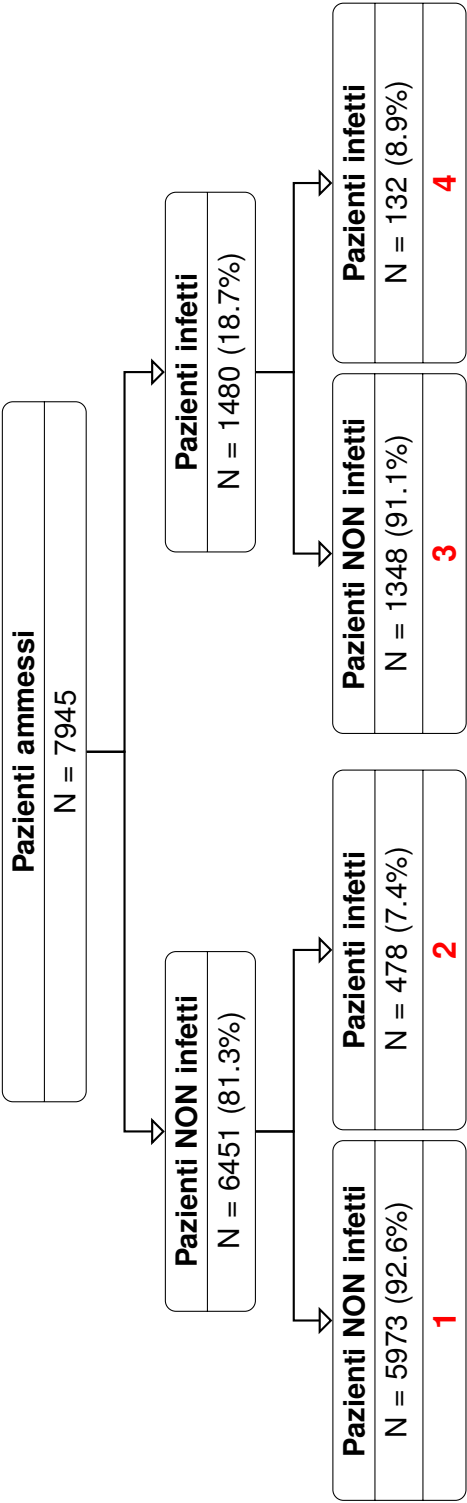 Pazienti ammessi
N = 7945
Pazienti NON infetti
N = 6451 (81.3%)
Pazienti infetti
N = 1480 (18.7%)
Pazienti NON infetti
N = 5973 (92.6%)
1
Pazienti infetti
N = 478 (7.4%)
2
Pazienti NON infetti
N = 1348 (91.1%)
3
Pazienti infetti
N = 132 (8.9%)
4